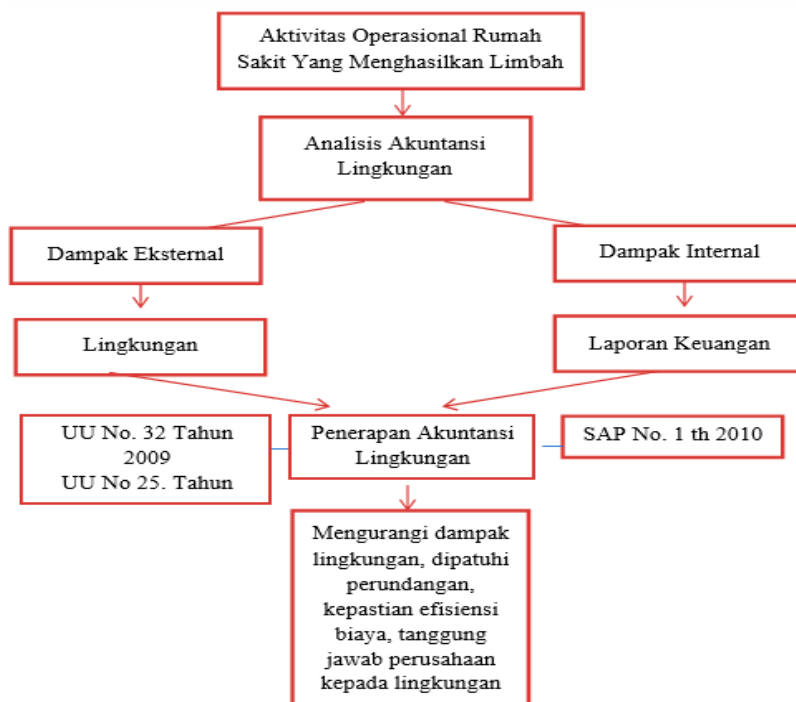 Aktivitas Operasional Rumah
Sakit Yang Menghasilkan Limbah
Analisis Akuntansi
Lingkungan
Dampak Eksternal
Dampak Internal
Lingkungan
Laporan Keuangan
UU No. 32 Tahun
2009
UU No 25. Tahun
Penerapan Akuntansi
Lingkungan
SAP No. 1 th 2010
Mengurangi dampak
lingkungan, dipatuhi
perundangan,
kepastian efisiensi
biaya, tanggung
jawab perusahaan
kepada lingkungan